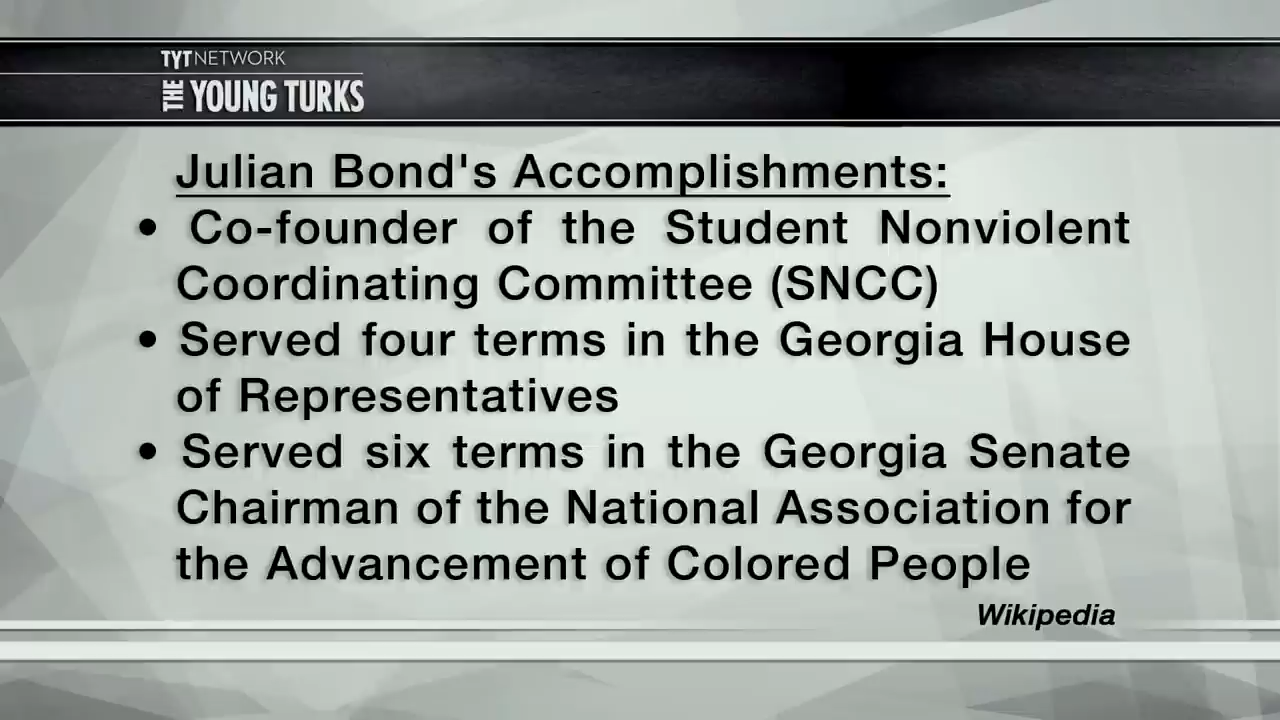 TYTNETWORK
THE YOUNG TURKS
Julian Bond's Accomplishments:
• Co-founder of the Student Nonviolent
Coordinating Committee (SNCC)
• Served four terms in the Georgia House
of Representatives
• Served six terms in the Georgia Senate
Chairman of the National Association for
the Advancement of Colored People
Wikipedia